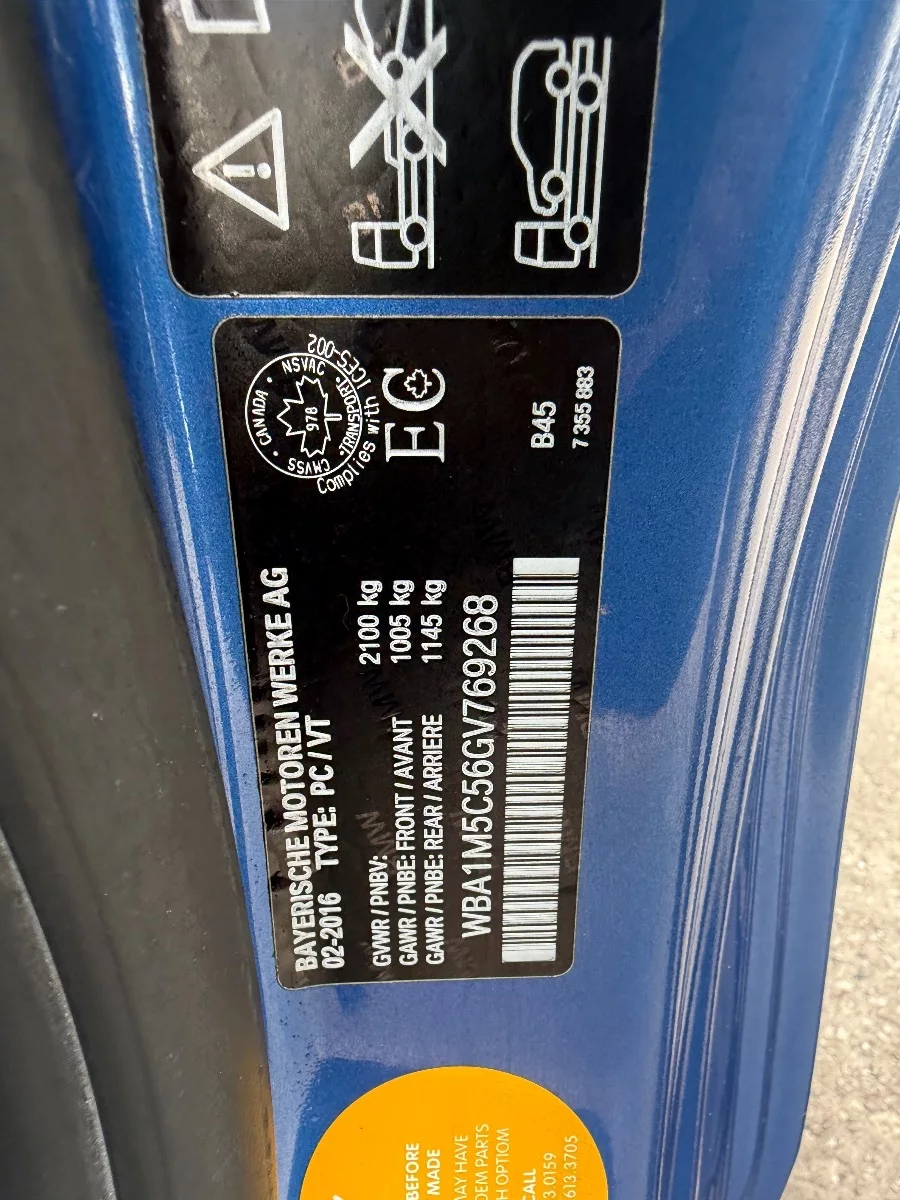 BAYERISCHE MOTOREN WERKE AG
02-2016 TYPE: PC / VT
GVWR / PNBV: 2100 kg
GAWR / PNBE: FRONT / AVANT 1005 kg
GAWR / PNBE: REAR / ARRIERE 1145 kg
WBA1M5C56GV769268
CANADA · NSVAC · TRANSPORT · CMVSS
978
Complies with ICES-002
EC
B45
7 355 883
BEFORE
MADE
MAY HAVE
DEM PARTS
H OPTIOM
CALL
3.0159
613.3705